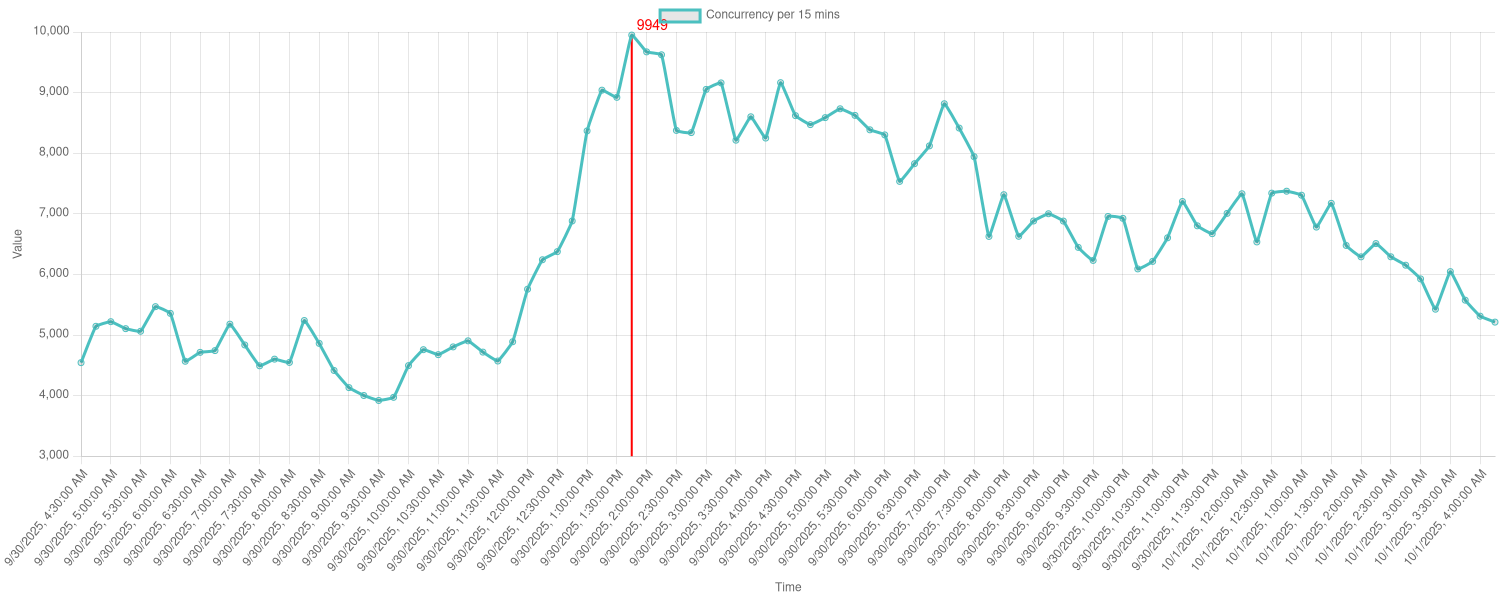 Concurrency per 15 mins
9949
10,000
9,000
8,000
7,000
6,000
5,000
4,000
3,000
Value
9/30/2025, 4:30:00 AM
9/30/2025, 5:00:00 AM
9/30/2025, 5:30:00 AM
9/30/2025, 6:00:00 AM
9/30/2025, 6:30:00 AM
9/30/2025, 7:00:00 AM
9/30/2025, 7:30:00 AM
9/30/2025, 8:00:00 AM
9/30/2025, 8:30:00 AM
9/30/2025, 9:00:00 AM
9/30/2025, 9:30:00 AM
9/30/2025, 10:00:00 AM
9/30/2025, 10:30:00 AM
9/30/2025, 11:00:00 AM
9/30/2025, 11:30:00 AM
9/30/2025, 12:00:00 PM
9/30/2025, 12:30:00 PM
9/30/2025, 1:00:00 PM
9/30/2025, 1:30:00 PM
9/30/2025, 2:00:00 PM
9/30/2025, 2:30:00 PM
9/30/2025, 3:00:00 PM
9/30/2025, 3:30:00 PM
9/30/2025, 4:00:00 PM
9/30/2025, 4:30:00 PM
9/30/2025, 5:00:00 PM
9/30/2025, 5:30:00 PM
9/30/2025, 6:00:00 PM
9/30/2025, 6:30:00 PM
9/30/2025, 7:00:00 PM
9/30/2025, 7:30:00 PM
9/30/2025, 8:00:00 PM
9/30/2025, 8:30:00 PM
9/30/2025, 9:00:00 PM
9/30/2025, 9:30:00 PM
9/30/2025, 10:00:00 PM
9/30/2025, 10:30:00 PM
9/30/2025, 11:00:00 PM
9/30/2025, 11:30:00 PM
10/1/2025, 12:00:00 AM
10/1/2025, 12:30:00 AM
10/1/2025, 1:00:00 AM
10/1/2025, 1:30:00 AM
10/1/2025, 2:00:00 AM
10/1/2025, 2:30:00 AM
10/1/2025, 3:00:00 AM
10/1/2025, 3:30:00 AM
10/1/2025, 4:00:00 AM
Time